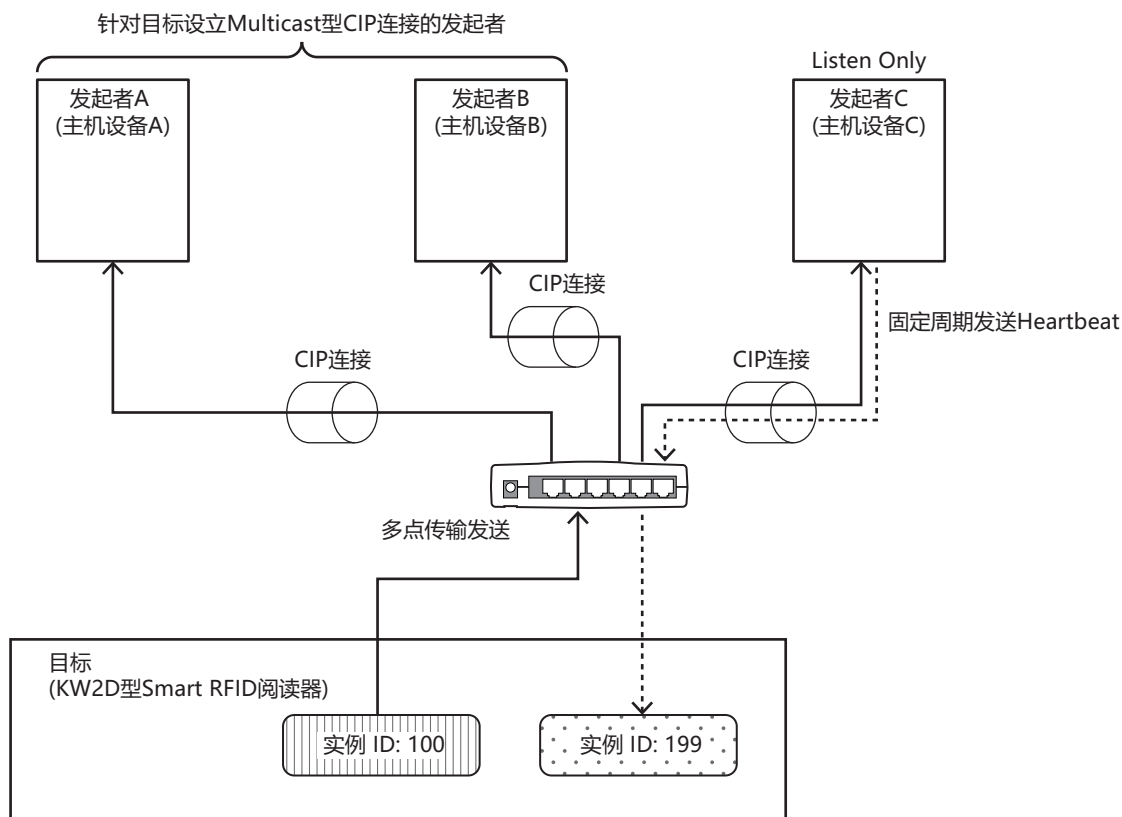 针对目标设立Multicast型CIP连接的发起者
Listen Only
发起者A
(主机设备A)
发起者B
(主机设备B)
发起者C
(主机设备C)
CIP连接
固定周期发送Heartbeat
CIP连接
CIP连接
多点传输发送
目标
(KW2D型Smart RFID阅读器)
实例 ID: 100
实例 ID: 199